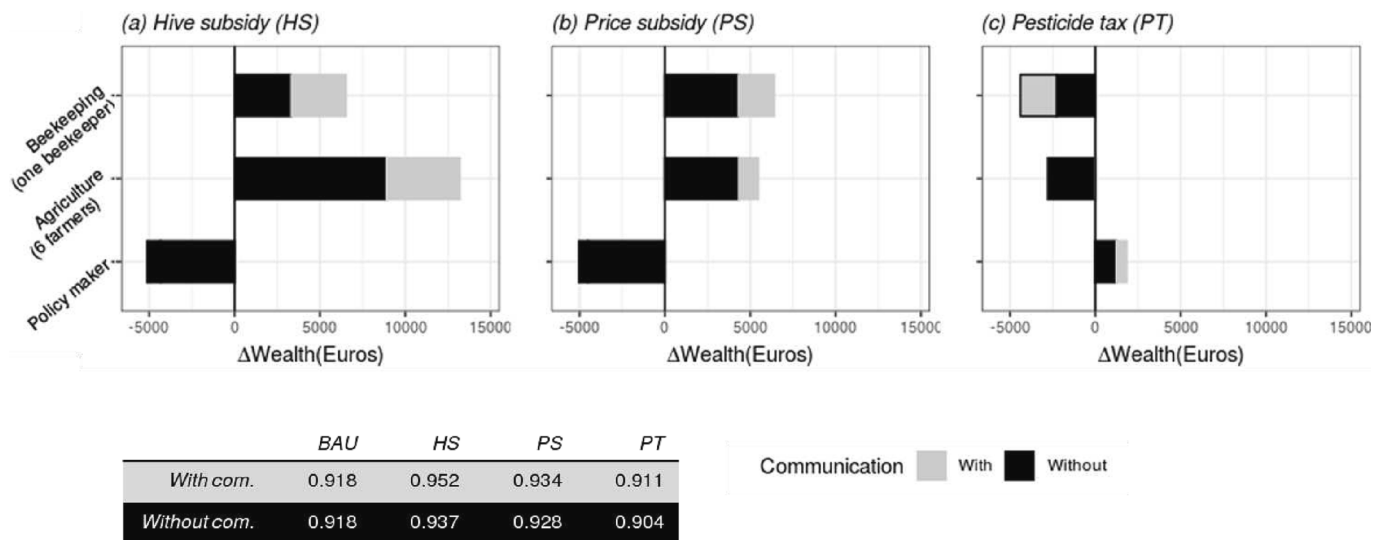 (a) Hive subsidy (HS)
(b) Price subsidy (PS)
(c) Pesticide tax (PT)
Beekeeping
(one beekeeper)
Agriculture
(6 farmers)
Policy maker
-5000 0 5000 10000 15000
-5000 0 5000 10000 15000
-5000 0 5000 10000 15000
ΔWealth(Euros)
ΔWealth(Euros)
ΔWealth(Euros)
BAU HS PS PT
With com. 0.918 0.952 0.934 0.911
Without com. 0.918 0.937 0.928 0.904
Communication With Without